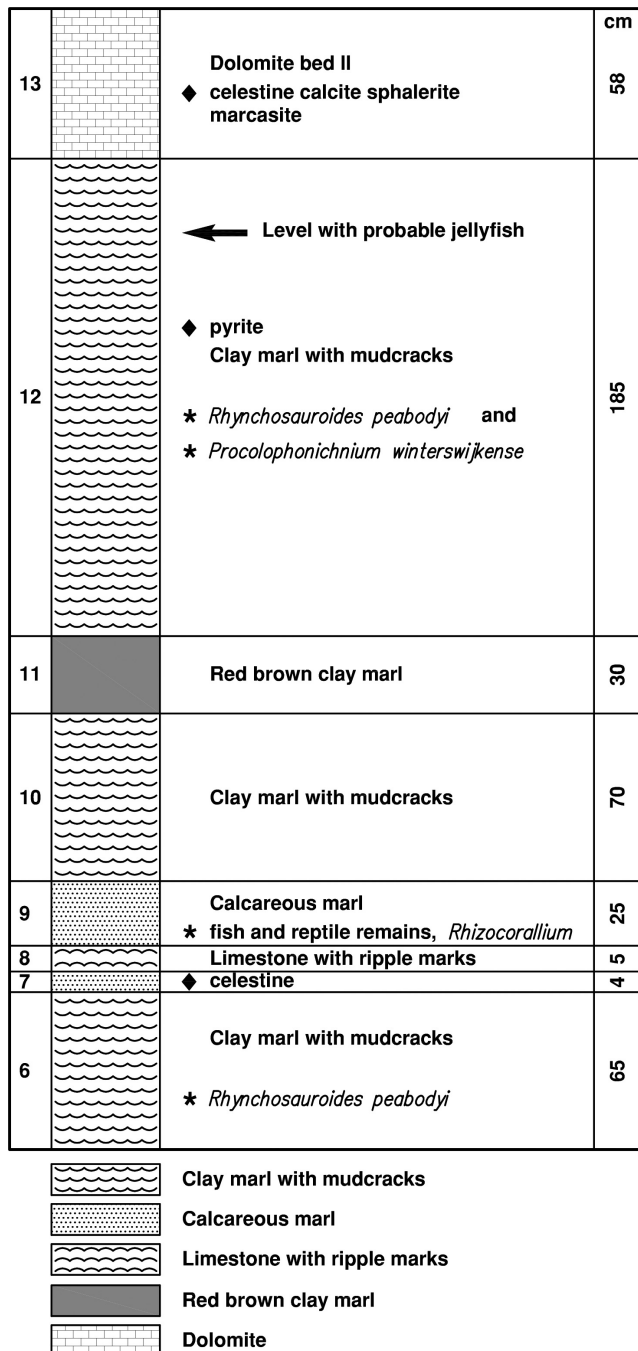 cm
13
Dolomite bed II
◆ celestine calcite sphalerite
marcasite
58
Level with probable jellyfish
◆ pyrite
Clay marl with mudcracks
12
* Rhynchosauroides peabodyi and
* Procolophonichnium winterswijkense
185
11
Red brown clay marl
30
10
Clay marl with mudcracks
70
9
Calcareous marl
* fish and reptile remains, Rhizocorallium
25
8
Limestone with ripple marks
5
7
◆ celestine
4
6
Clay marl with mudcracks
* Rhynchosauroides peabodyi
65
Clay marl with mudcracks
Calcareous marl
Limestone with ripple marks
Red brown clay marl
Dolomite